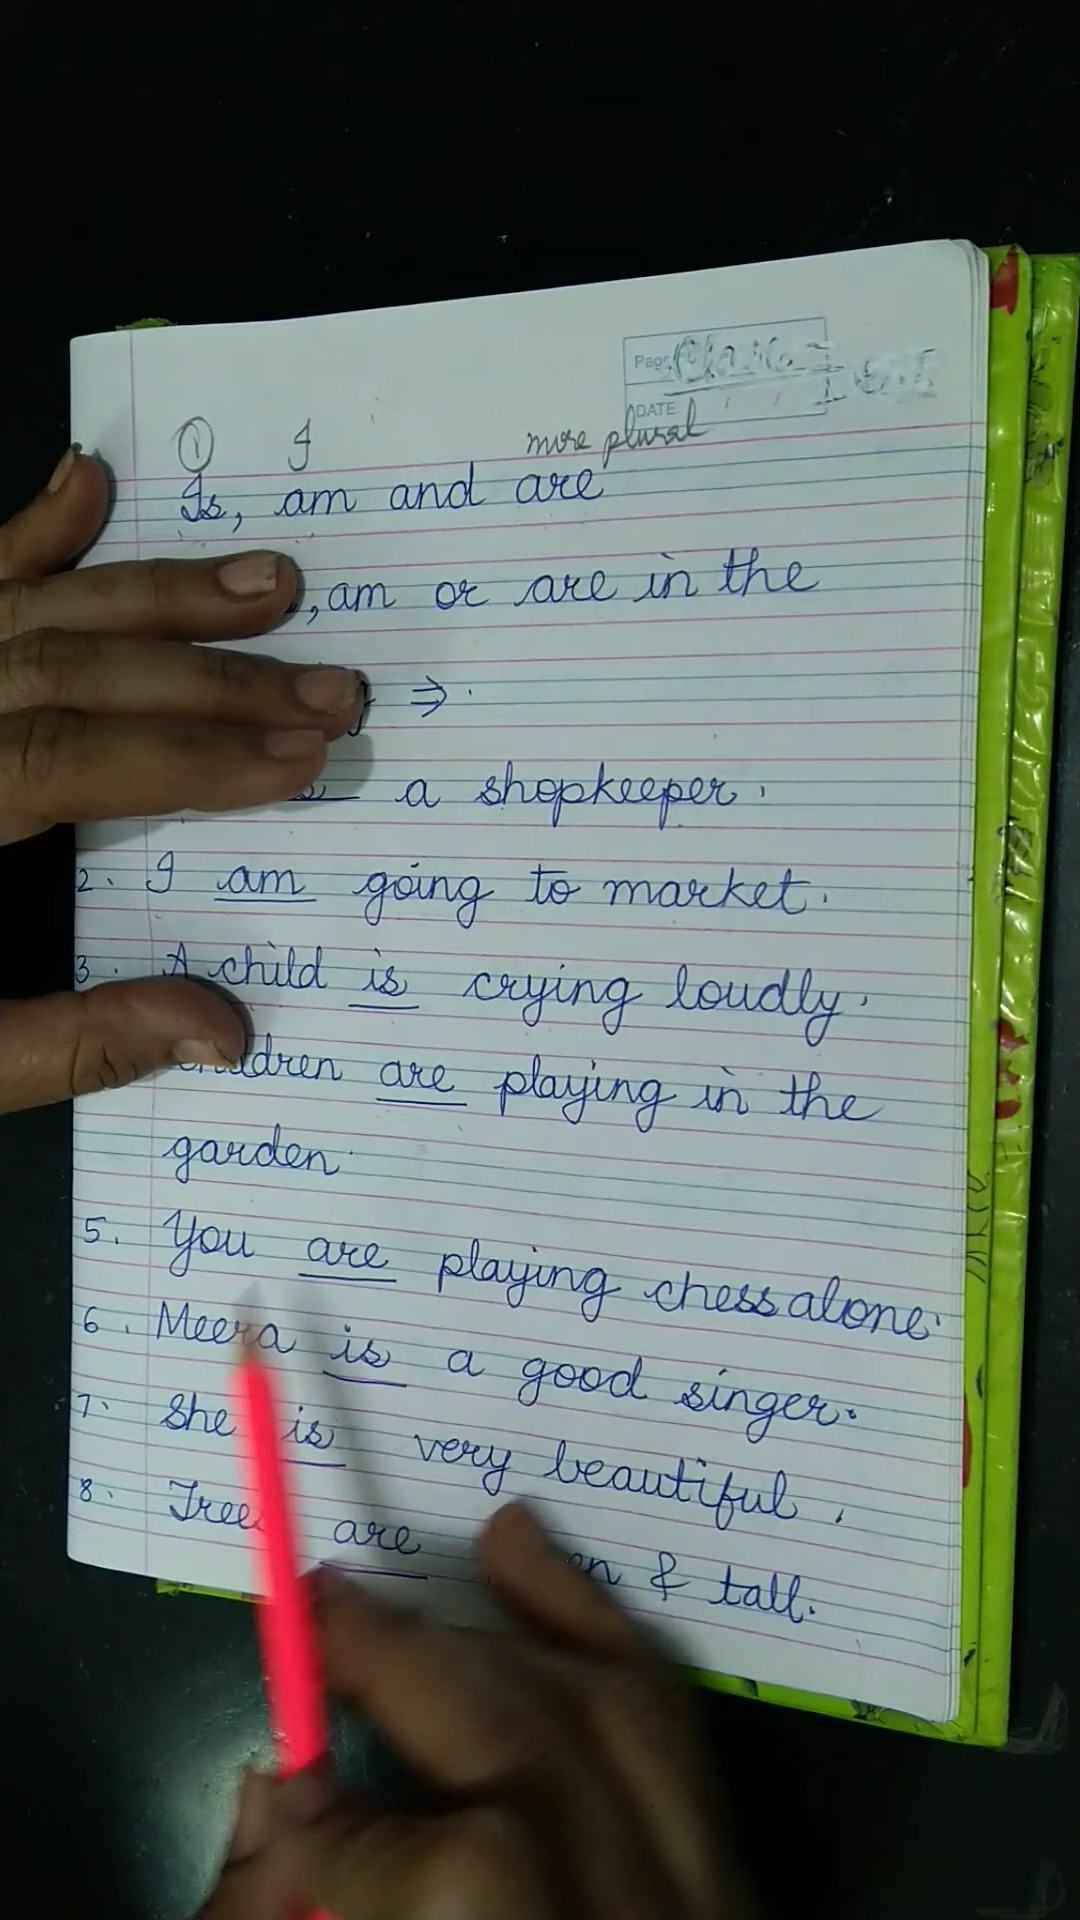 Page
DATE / /
① I more plural
Is, am and are
, am or are in the
⇒
a shopkeeper.
2. I am going to market.
3. A child is crying loudly.
children are playing in the
garden.
5. You are playing chess alone.
6. Meera is a good singer.
7. She is very beautiful.
8. Trees are & tall.